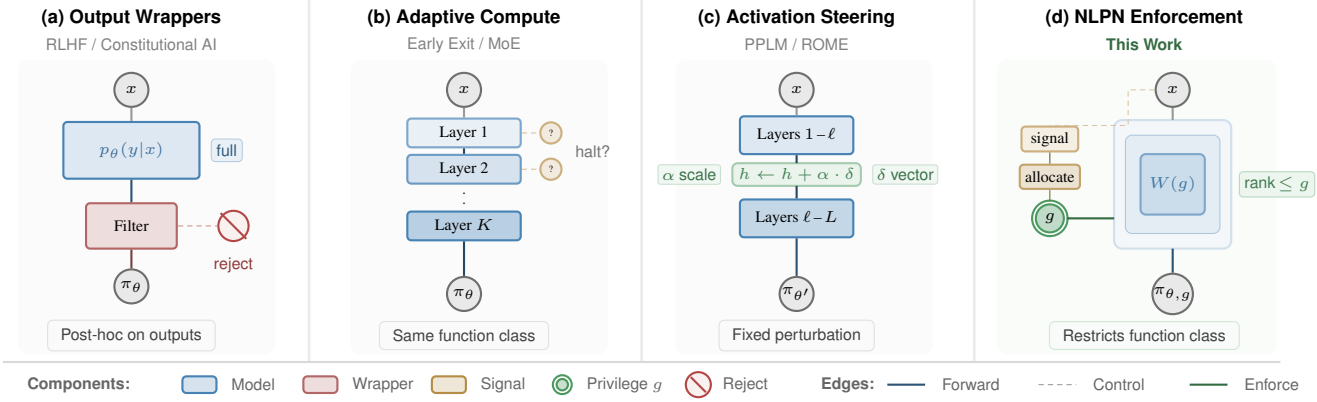 (a) Output Wrappers
RLHF / Constitutional AI
x
pθ(y|x)
full
Filter
reject
πθ
Post-hoc on outputs
(b) Adaptive Compute
Early Exit / MoE
x
Layer 1
?
halt?
Layer 2
?
⋮
Layer K
πθ
Same function class
(c) Activation Steering
PPLM / ROME
x
Layers 1–ℓ
α scale
h ← h + α · δ
δ vector
Layers ℓ–L
πθ′
Fixed perturbation
(d) NLPN Enforcement
This Work
x
signal
allocate
W(g)
rank ≤ g
g
πθ,g
Restricts function class
Components: Model Wrapper Signal Privilege g Reject Edges: Forward Control Enforce